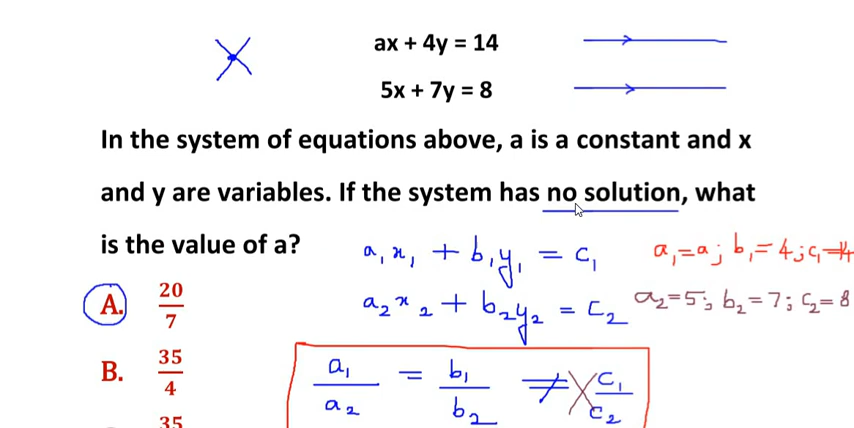 ax + 4y = 14
5x + 7y = 8
In the system of equations above, a is a constant and x
and y are variables. If the system has no solution, what
is the value of a?
a₁x₁ + b₁y₁ = c₁
a₁=a; b₁=4; c₁=14
a₂x₂ + b₂y₂ = c₂
a₂=5; b₂=7; c₂=8
A. 20/7
B. 35/4
a₁/a₂ = b₁/b₂ ≠ c₁/c₂
35